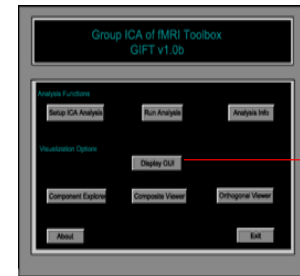 Group ICA of fMRI Toolbox
GIFT v1.0b
Analysis Functions
Setup ICA Analysis
Run Analysis
Analysis Info
Visualization Options
Display GUI
Component Explorer
Composite Viewer
Orthogonal Viewer
About
Exit